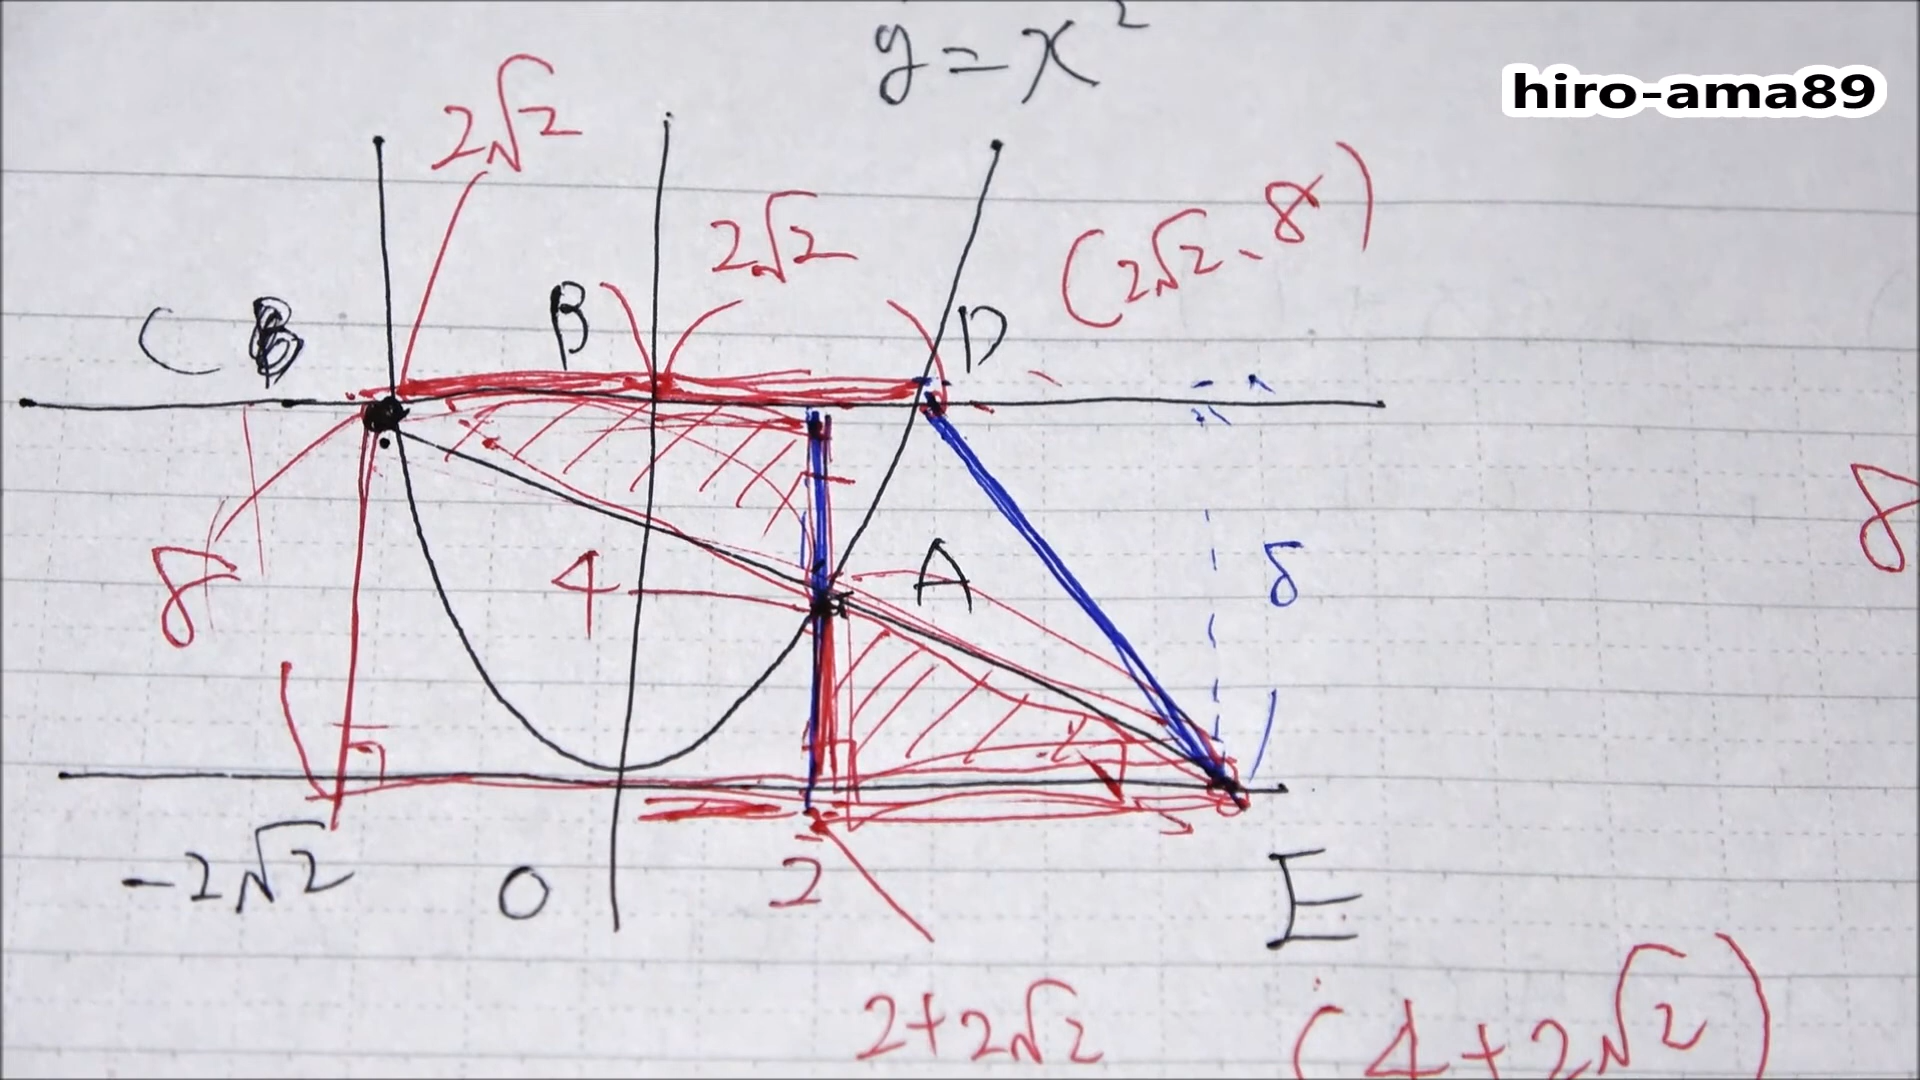 y=x²
hiro-ama89
2√2
2√2
(2√2、8)
C
B
D
8
8
4
A
8
-2√2
O
2
E
2+2√2
(4+2√2)